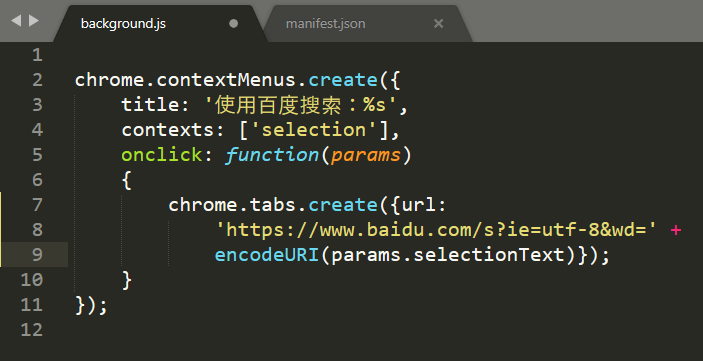 background.js
manifest.json
1
2 chrome.contextMenus.create({
3 title: '使用百度搜索：%s',
4 contexts: ['selection'],
5 onclick: function(params)
6 {
7 chrome.tabs.create({url:
8 'https://www.baidu.com/s?ie=utf-8&wd=' +
9 encodeURI(params.selectionText)});
10 }
11 });
12